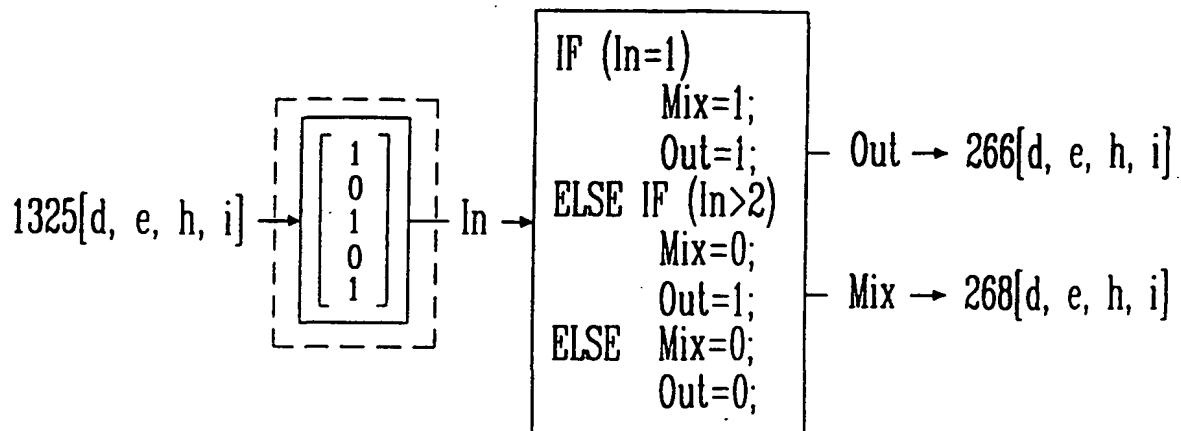 IF (In=1)
Mix=1;
Out=1;
ELSE IF (In>2)
Mix=0;
Out=1;
ELSE Mix=0;
Out=0;
1325[d, e, h, i]
1
0
1
0
1
In
Out → 266[d, e, h, i]
Mix → 268[d, e, h, i]